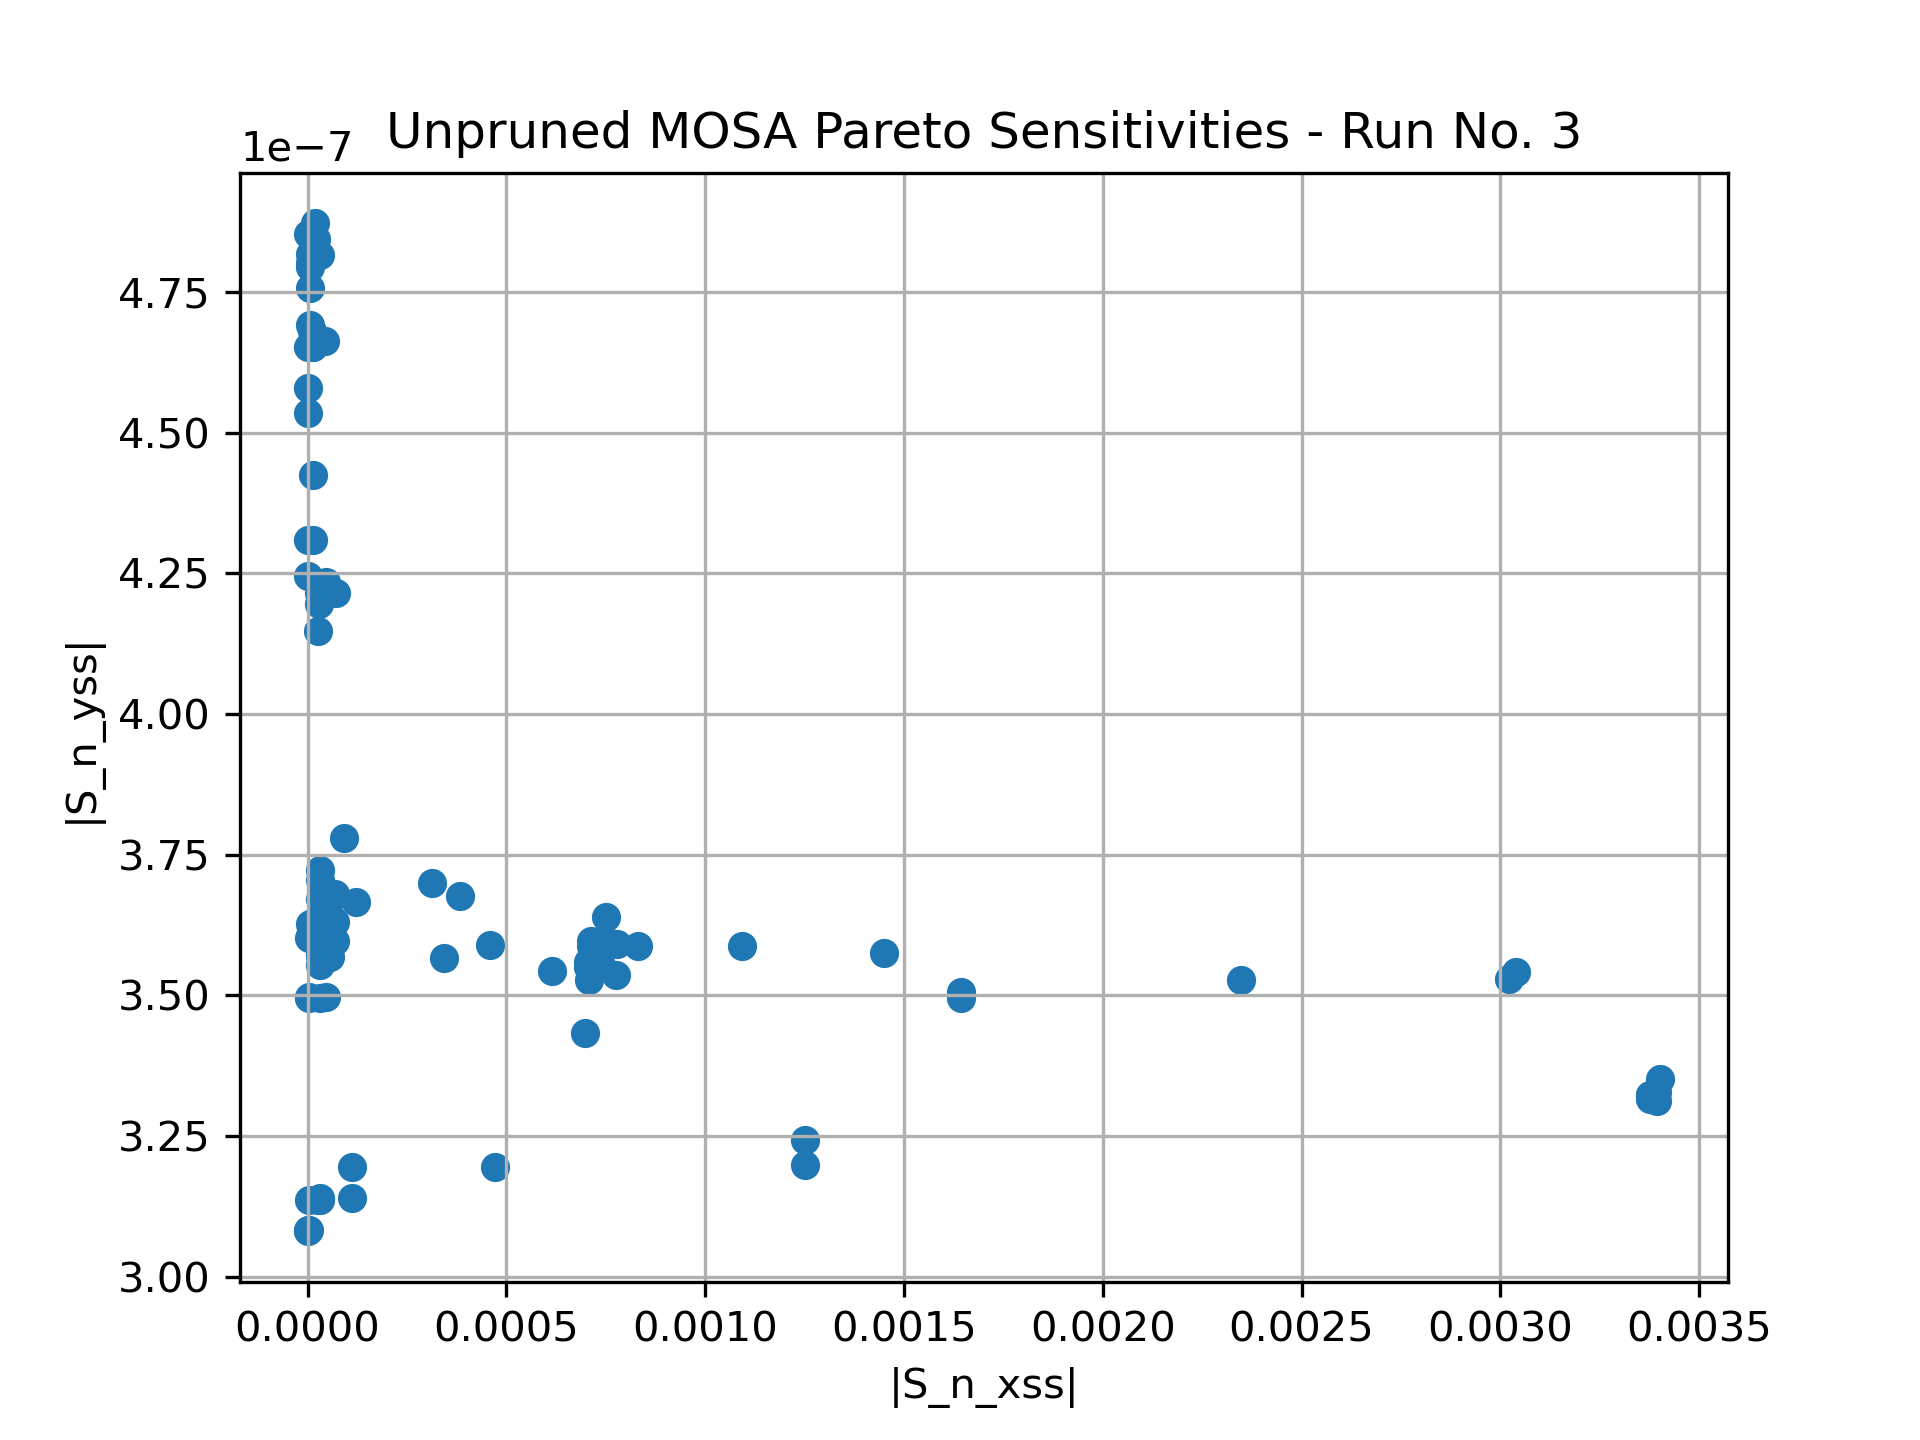 Unpruned MOSA Pareto Sensitivities - Run No. 3
1e−7
4.75
4.50
4.25
4.00
3.75
3.50
3.25
3.00
|S_n_yss|
0.0000 0.0005 0.0010 0.0015 0.0020 0.0025 0.0030 0.0035
|S_n_xss|